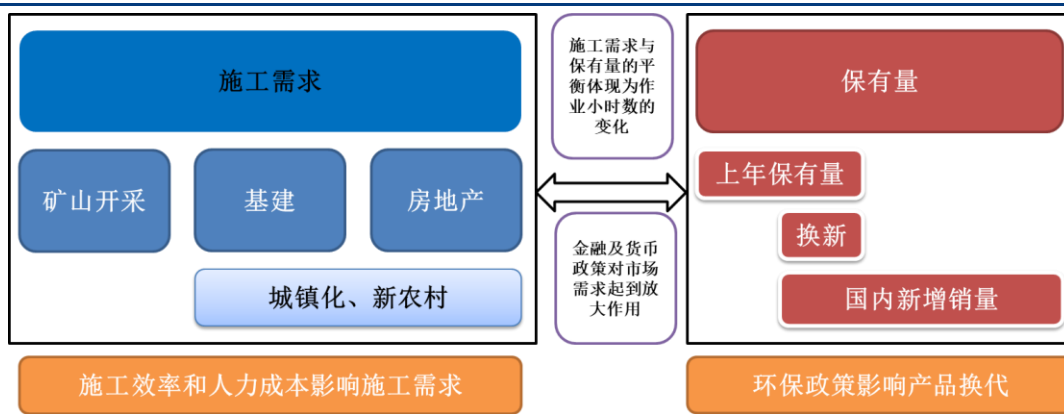 施工需求
矿山开采
基建
房地产
城镇化、新农村
施工效率和人力成本影响施工需求
施工需求与
保有量的平
衡体现为作
业小时数的
变化
金融及货币
政策对市场
需求起到放
大作用
保有量
上年保有量
换新
国内新增销量
环保政策影响产品换代